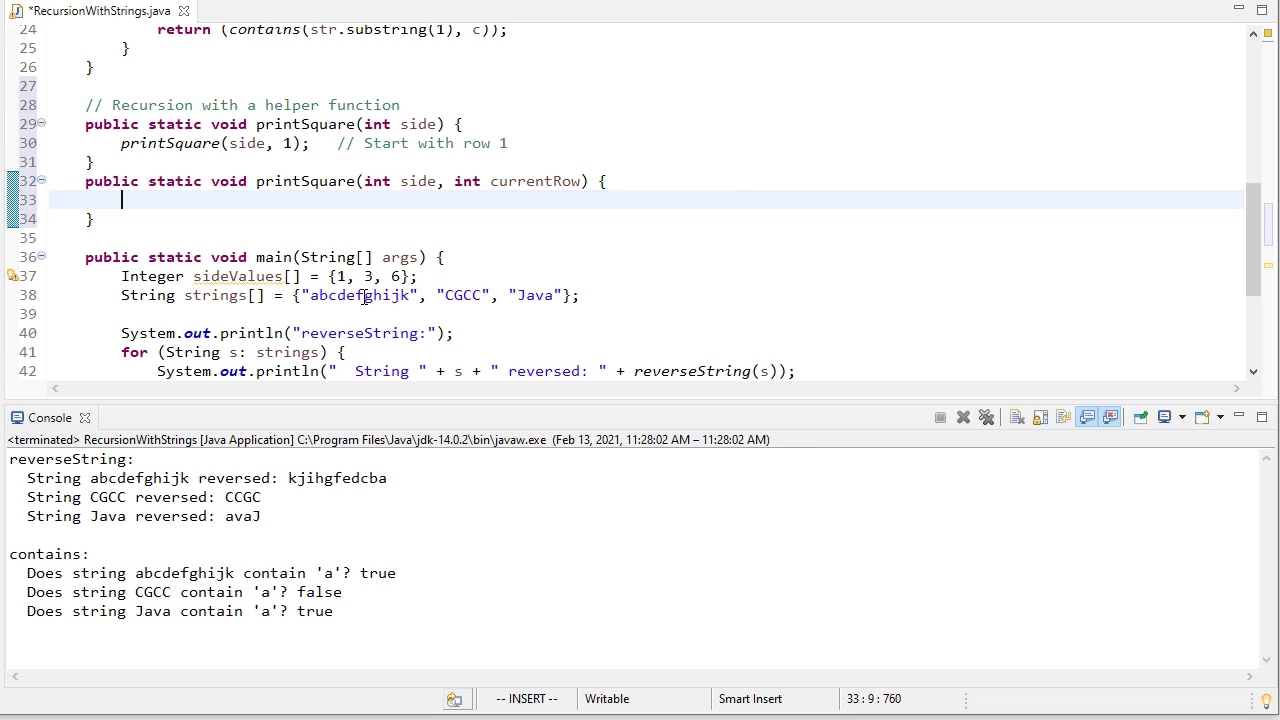 *RecursionWithStrings.java
24 return (contains(str.substring(1), c));
25 }
26 }
27
28 // Recursion with a helper function
29 public static void printSquare(int side) {
30 printSquare(side, 1); // Start with row 1
31 }
32 public static void printSquare(int side, int currentRow) {
33
34 }
35
36 public static void main(String[] args) {
37 Integer sideValues[] = {1, 3, 6};
38 String strings[] = {"abcdefghijk", "CGCC", "Java"};
39
40 System.out.println("reverseString:");
41 for (String s: strings) {
42 System.out.println("  String " + s + " reversed: " + reverseString(s));
Console
<terminated> RecursionWithStrings [Java Application] C:\Program Files\Java\jdk-14.0.2\bin\javaw.exe (Feb 13, 2021, 11:28:02 AM – 11:28:02 AM)
reverseString:
String abcdefghijk reversed: kjihgfedcba
String CGCC reversed: CCGC
String Java reversed: avaJ
contains:
Does string abcdefghijk contain 'a'? true
Does string CGCC contain 'a'? false
Does string Java contain 'a'? true
-- INSERT -- Writable Smart Insert 33 : 9 : 760